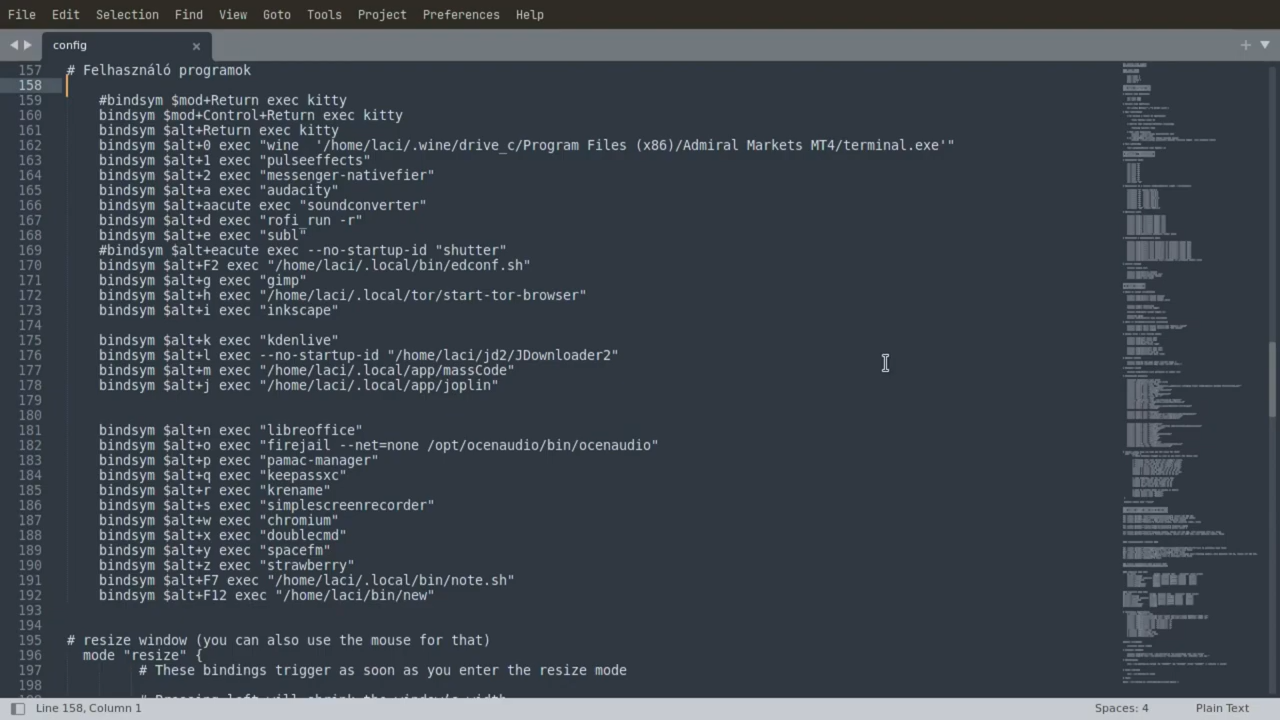 File Edit Selection Find View Goto Tools Project Preferences Help
config
157 # Felhasználó programok
158
159 #bindsym $mod+Return exec kitty
160 bindsym $mod+Control+Return exec kitty
161 bindsym $alt+Return exec kitty
162 bindsym $alt+0 exec "wine '/home/laci/.wine/drive_c/Program Files (x86)/Admiral Markets MT4/terminal.exe'"
163 bindsym $alt+1 exec "pulseeffects"
164 bindsym $alt+2 exec "messenger-nativefier"
165 bindsym $alt+a exec "audacity"
166 bindsym $alt+aacute exec "soundconverter"
167 bindsym $alt+d exec "rofi_run -r"
168 bindsym $alt+e exec "subl"
169 #bindsym $alt+eacute exec --no-startup-id "shutter"
170 bindsym $alt+F2 exec "/home/laci/.local/bin/edconf.sh"
171 bindsym $alt+g exec "gimp"
172 bindsym $alt+h exec "/home/laci/.local/tor/start-tor-browser"
173 bindsym $alt+i exec "inkscape"
174
175 bindsym $alt+k exec "kdenlive"
176 bindsym $alt+l exec --no-startup-id "/home/laci/jd2/JDownloader2"
177 bindsym $alt+m exec "/home/laci/.local/app/ghb_mode"
178 bindsym $alt+j exec "/home/laci/.local/app/joplin"
179
180
181 bindsym $alt+n exec "libreoffice"
182 bindsym $alt+o exec "firejail --net=none /opt/ocenaudio/bin/ocenaudio"
183 bindsym $alt+p exec "pamac-manager"
184 bindsym $alt+q exec "keepassxc"
185 bindsym $alt+r exec "krename"
186 bindsym $alt+s exec "simplescreenrecorder"
187 bindsym $alt+w exec "chromium"
188 bindsym $alt+x exec "doublecmd"
189 bindsym $alt+y exec "spacefm"
190 bindsym $alt+z exec "strawberry"
191 bindsym $alt+F7 exec "/home/laci/.local/bin/note.sh"
192 bindsym $alt+F12 exec "/home/laci/bin/new"
193
194
195 # resize window (you can also use the mouse for that)
196 mode "resize" {
197 # These bindings trigger as soon as you enter the resize mode
198
Line 158, Column 1
Spaces: 4 Plain Text